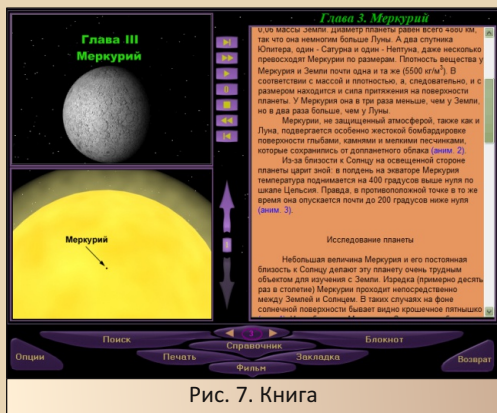 Глава 3. Меркурий
Глава III
Меркурий
0,06 массы Земли. Диаметр планеты равен всего 4880 км,
так что она немногим больше Луны. А два спутника
Юпитера, один - Сатурна и один - Нептуна, даже несколько
превосходят Меркурий по размерам. Плотность вещества у
Меркурия и Земли почти одна и та же (5500 кг/м³). В
соответствии с массой и плотностью, а, следовательно, и с
размером находится и сила притяжения на поверхности
планеты. У Меркурия она в три раза меньше, чем у Земли,
но в два раза больше, чем у Луны.
Меркурии, не защищенный атмосферой, также как и
Луна, подвергается особенно жестокой бомбардировке
поверхности глыбами, камнями и мелкими песчинками,
которые сохранились от допланетного облака (аним. 2).
Из-за близости к Солнцу на освещенной стороне
планеты царит зной: в полдень на экваторе Меркурия
температура поднимается на 400 градусов выше нуля по
шкале Цельсия. Правда, в противоположной точке в то же
время она опускается почти до 200 градусов ниже нуля
(аним. 3).
Исследование планеты
Небольшая величина Меркурия и его постоянная
близость к Солнцу делают эту планету очень трудным
объектом для изучения с Земли. Изредка (примерно десять
раз в столетие) Меркурии проходит непосредственно
между Землей и Солнцем. В таких случаях на фоне
солнечной поверхности бывает видно крошечное пятнышко
Меркурий
3
3
Поиск
Блокнот
Справочник
Опции
Печать
Закладка
Возврат
Фильм
Рис. 7. Книга